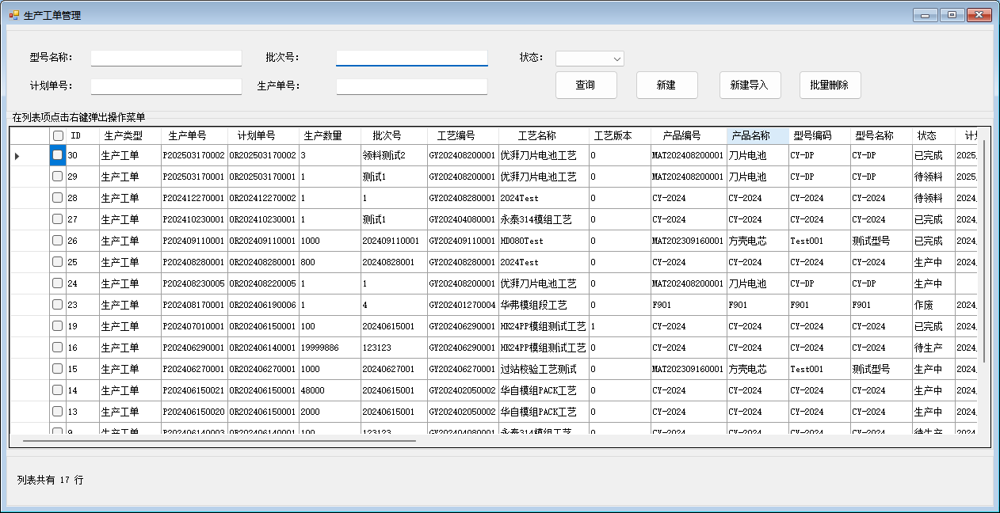 生产工单管理
型号名称: 批次号: 状态:
计划单号: 生产单号: 查询 新建 新建导入 批量删除
在列表项点击右键弹出操作菜单
ID 生产类型 生产单号 计划单号 生产数量 批次号 工艺编号 工艺名称 工艺版本 产品编号 产品名称 型号编码 型号名称 状态
30 生产工单 P202503170002 OR202503170002 3 领料测试2 GY202408200001 优湃刀片电池工艺 0 MAT202408200001 刀片电池 CY-DP CY-DP 已完成 2025
29 生产工单 P202503170001 OR202503170001 1 测试1 GY202408200001 优湃刀片电池工艺 0 MAT202408200001 刀片电池 CY-DP CY-DP 待领料 2025
28 生产工单 P202412270001 OR202412270002 1 1 GY202408280001 2024Test 0 CY-2024 CY-2024 CY-2024 CY-2024 待领料 2024
27 生产工单 P202410230001 OR202410230001 1 测试1 GY202404080001 永泰314模组工艺 0 CY-2024 CY-2024 CY-2024 CY-2024 已完成 2024
26 生产工单 P202409110001 OR202409110001 1000 202409110001 GY202409110001 HD080Test 0 MAT202309160001 方壳电芯 Test001 测试型号 已完成 2024
25 生产工单 P202408280001 OR202408280001 800 20240828001 GY202408280001 2024Test 0 CY-2024 CY-2024 CY-2024 CY-2024 生产中 2024
24 生产工单 P202408230005 OR202408220005 1 1 GY202408200001 优湃刀片电池工艺 0 MAT202408200001 刀片电池 CY-DP CY-DP 生产中
23 生产工单 P202408170001 OR202406190006 1 4 GY202401270004 华弗模组段工艺 0 F901 F901 F901 F901 作废 2024
19 生产工单 P202407010001 OR202406150001 100 20240615001 GY202406290001 HK24PP模组测试工艺 1 CY-2024 CY-2024 CY-2024 CY-2024 已完成 2024
16 生产工单 P202406290001 OR202406140001 19999886 123123 GY202406290001 HK24PP模组测试工艺 0 CY-2024 CY-2024 CY-2024 CY-2024 待生产 2024
15 生产工单 P202406270001 OR202406150001 1000 20240627001 GY202406270001 过站校验工艺测试 0 MAT202309160001 方壳电芯 Test001 测试型号 生产中 2024
14 生产工单 P202406150021 OR202406150001 48000 20240615001 GY202402050002 华自模组PACK工艺 0 CY-2024 CY-2024 CY-2024 CY-2024 生产中 2024
13 生产工单 P202406150020 OR202406150001 2000 20240615001 GY202402050002 华自模组PACK工艺 0 CY-2024 CY-2024 CY-2024 CY-2024 生产中 2024
9 生产工单 P202406140003 OR202406140001 100 123123 GY202404080001 永泰314模组工艺 0 CY-2024 CY-2024 CY-2024 CY-2024 待生产 2024
列表共有 17 行